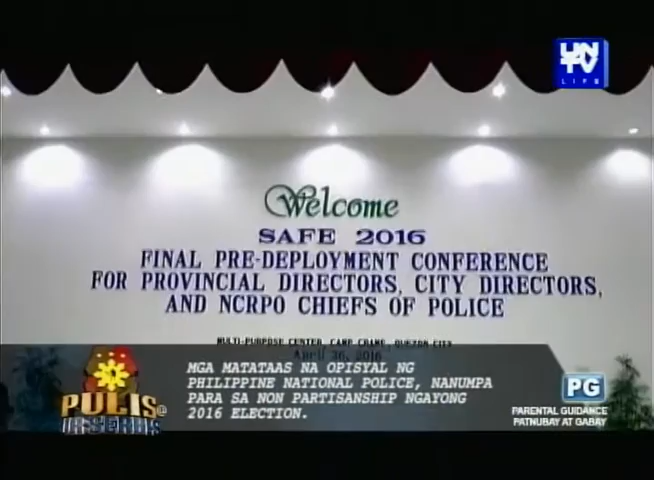 UNTV
LIFE
Welcome
SAFE 2016
FINAL PRE-DEPLOYMENT CONFERENCE
FOR PROVINCIAL DIRECTORS, CITY DIRECTORS,
AND NCRPO CHIEFS OF POLICE
MULTI-PURPOSE CENTER, CAMP CRAME, QUEZON CITY
April 26, 2016
MGA MATATAAS NA OPISYAL NG
PHILIPPINE NATIONAL POLICE, NANUMPA
PARA SA NON PARTISANSHIP NGAYONG
2016 ELECTION.
PULIS@
UR SERBIS
PG
PARENTAL GUIDANCE
PATNUBAY AT GABAY